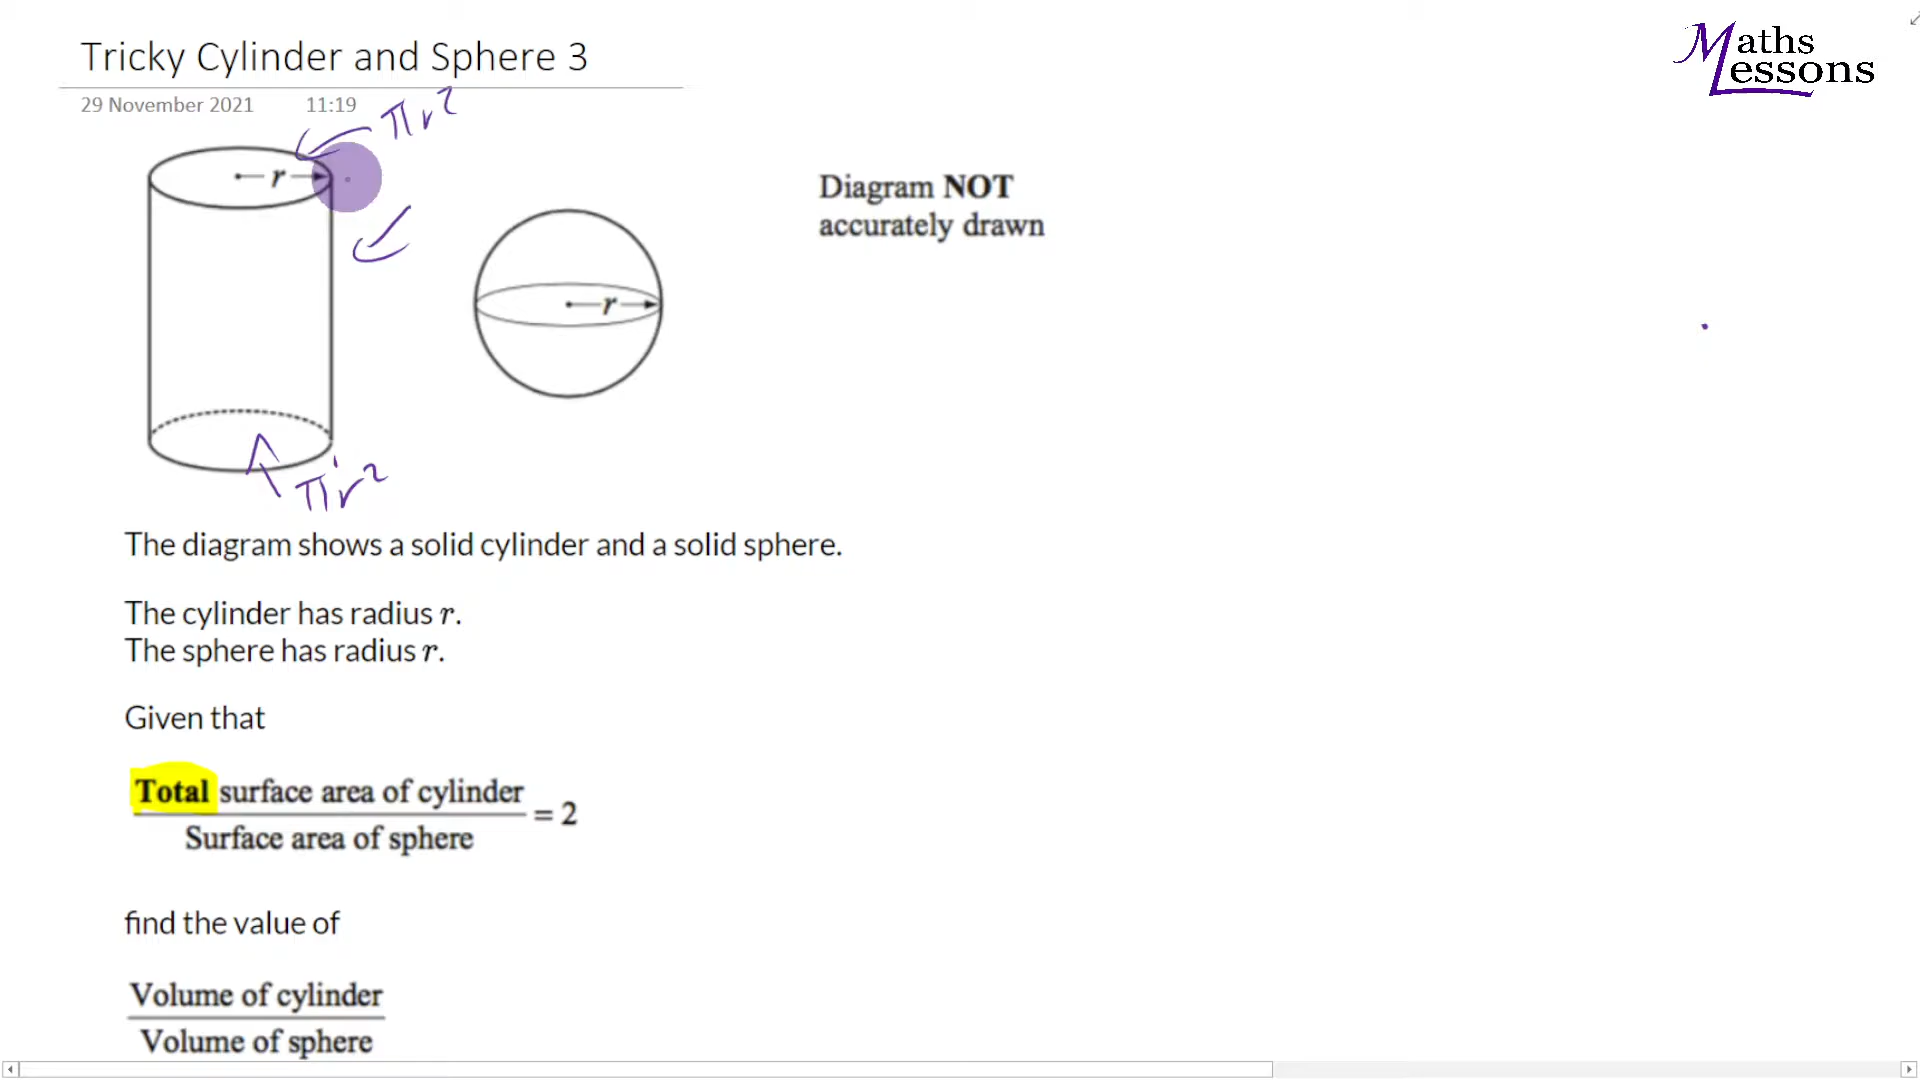 Tricky Cylinder and Sphere 3
Maths
Lessons
29 November 2021 11:19
πr²
r
Diagram NOT
accurately drawn
r
πr²
The diagram shows a solid cylinder and a solid sphere.
The cylinder has radius r.
The sphere has radius r.
Given that
Total surface area of cylinder
= 2
Surface area of sphere
find the value of
Volume of cylinder
Volume of sphere